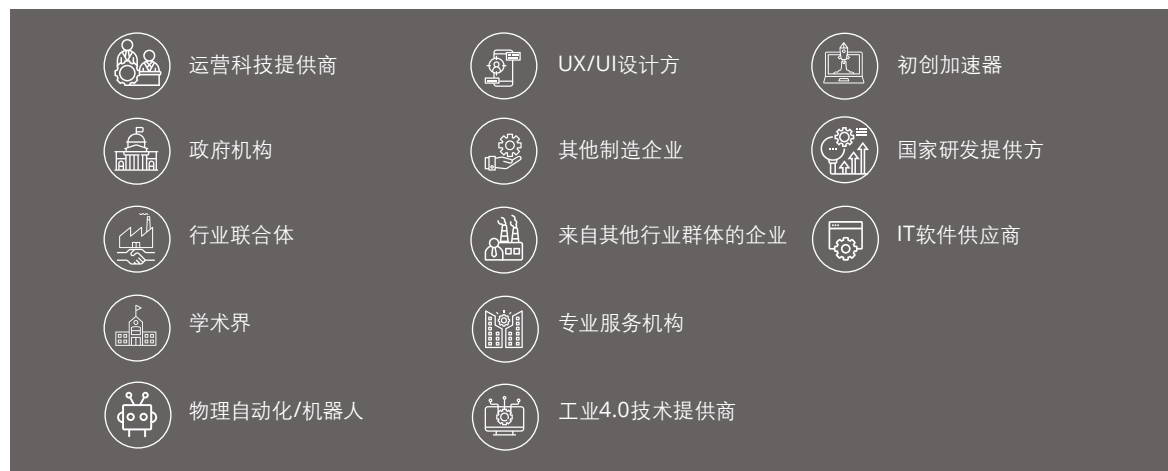 运营科技提供商
政府机构
行业联合体
学术界
物理自动化/机器人
UX/UI设计方
其他制造企业
来自其他行业群体的企业
专业服务机构
工业4.0技术提供商
初创加速器
国家研发提供方
IT软件供应商